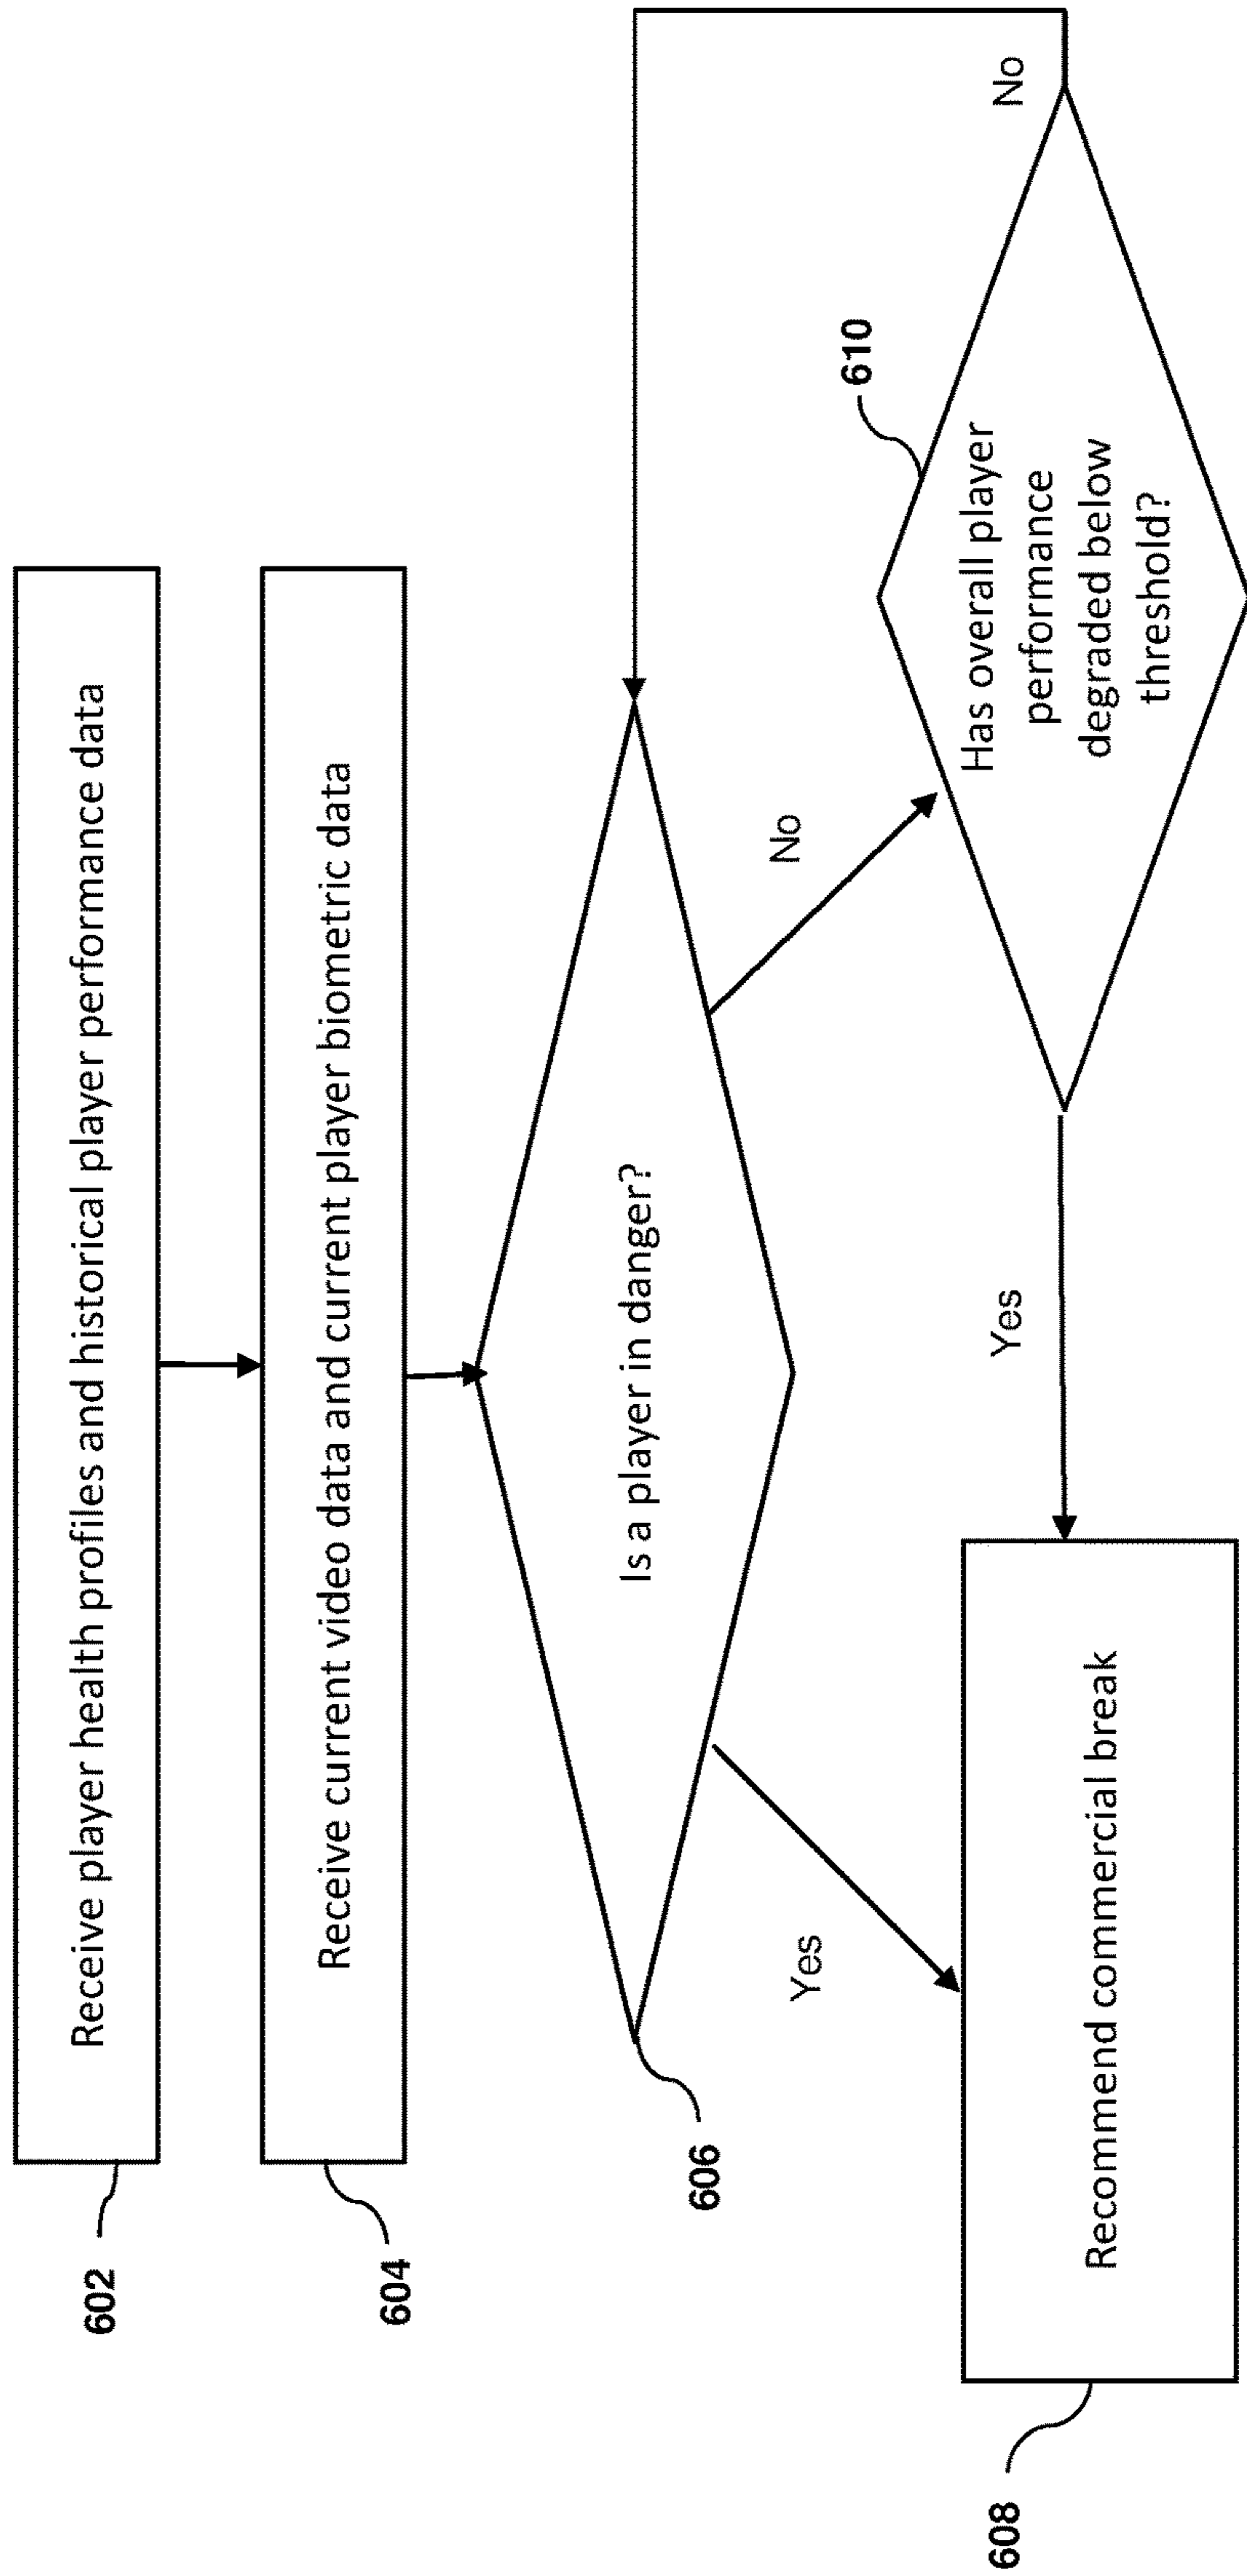 602
Receive player health profiles and historical player performance data
604
Receive current video data and current player biometric data
606
Is a player in danger?
Yes
No
610
Has overall player
performance
degraded below
threshold?
No
Yes
608
Recommend commercial break